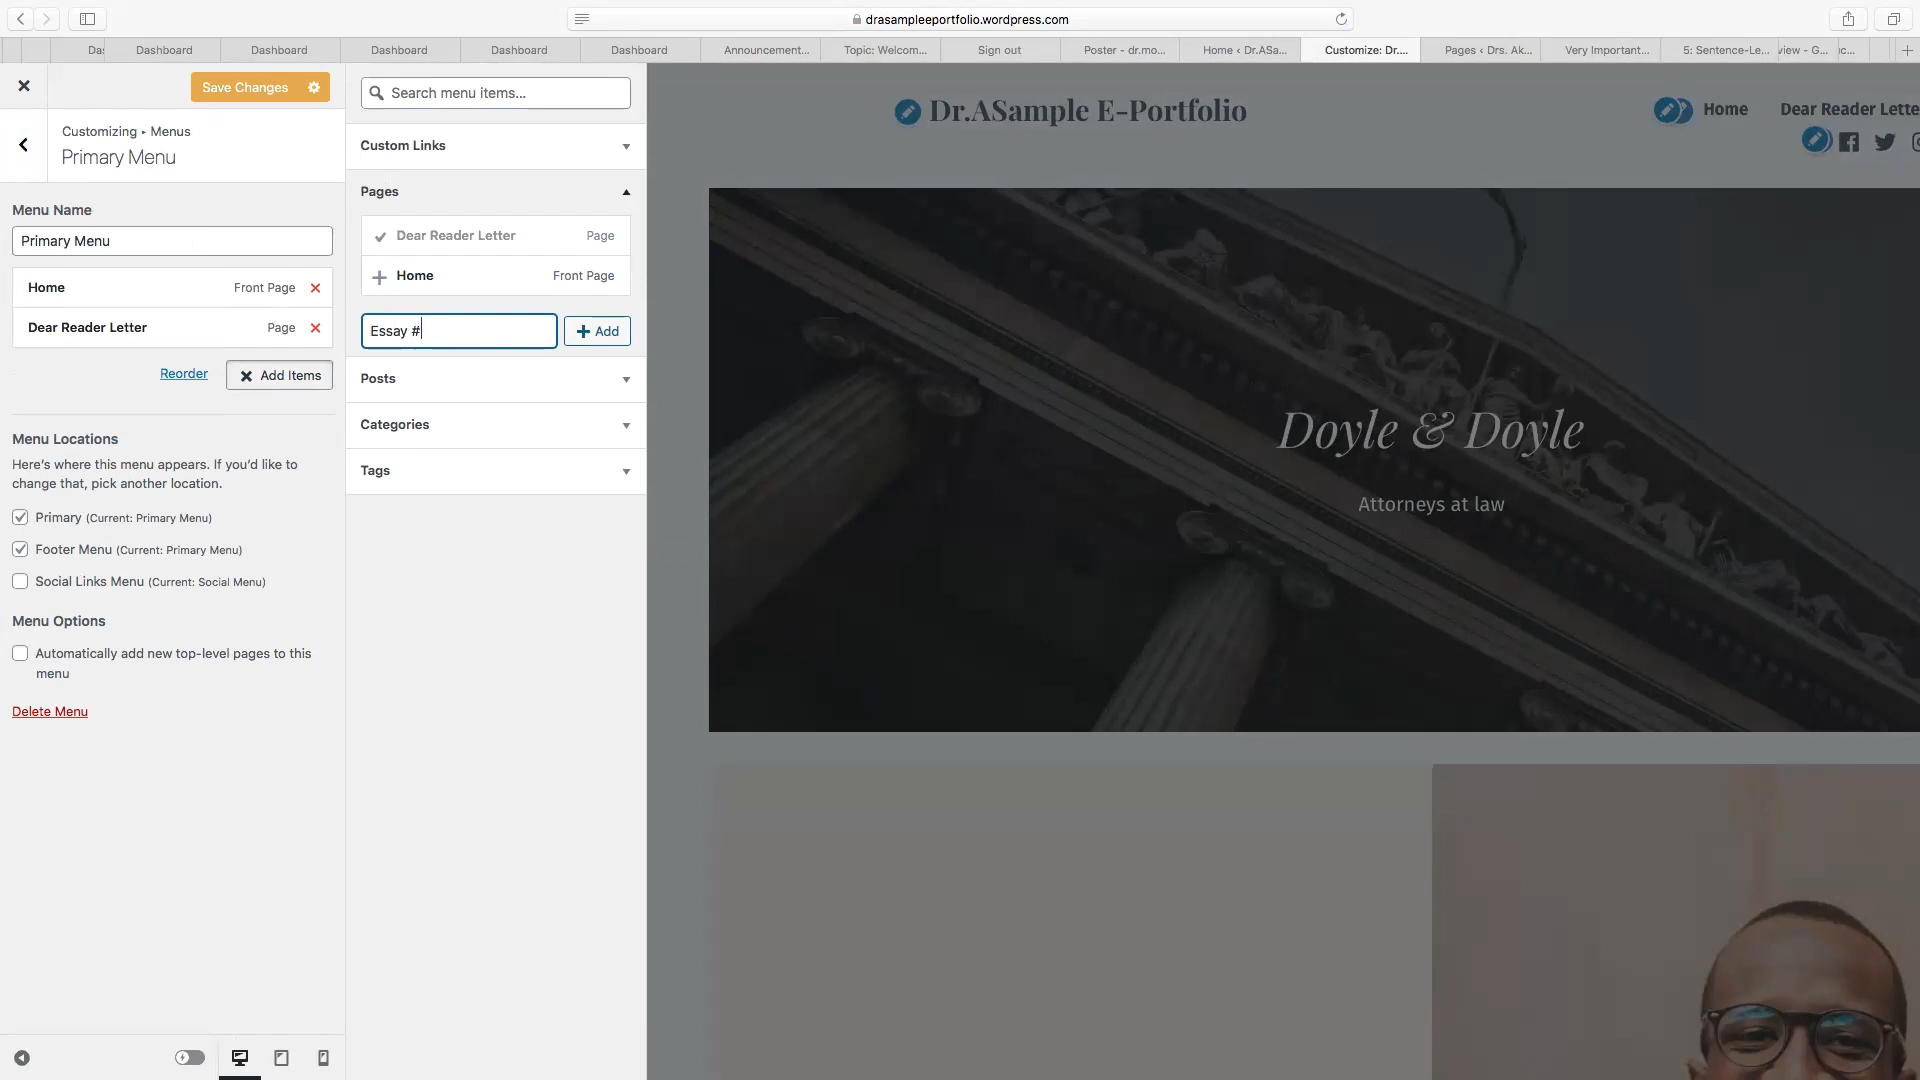 drasampleeportfolio.wordpress.com
Das
Dashboard
Dashboard
Dashboard
Dashboard
Dashboard
Announcement...
Topic: Welcom...
Sign out
Poster - dr.mo...
Home ‹ Dr.ASa...
Customize: Dr....
Pages ‹ Drs. Ak...
Very Important...
5: Sentence-Le...
view - G...
Save Changes
Customizing ▸ Menus
Primary Menu
Menu Name
Primary Menu
Home Front Page
Dear Reader Letter Page
Reorder
Add Items
Menu Locations
Here's where this menu appears. If you'd like to
change that, pick another location.
Primary (Current: Primary Menu)
Footer Menu (Current: Primary Menu)
Social Links Menu (Current: Social Menu)
Menu Options
Automatically add new top-level pages to this
menu
Delete Menu
Search menu items...
Custom Links
Pages
Dear Reader Letter Page
Home Front Page
Essay #
Add
Posts
Categories
Tags
Dr.ASample E-Portfolio
Home
Dear Reader Lette
Doyle & Doyle
Attorneys at law